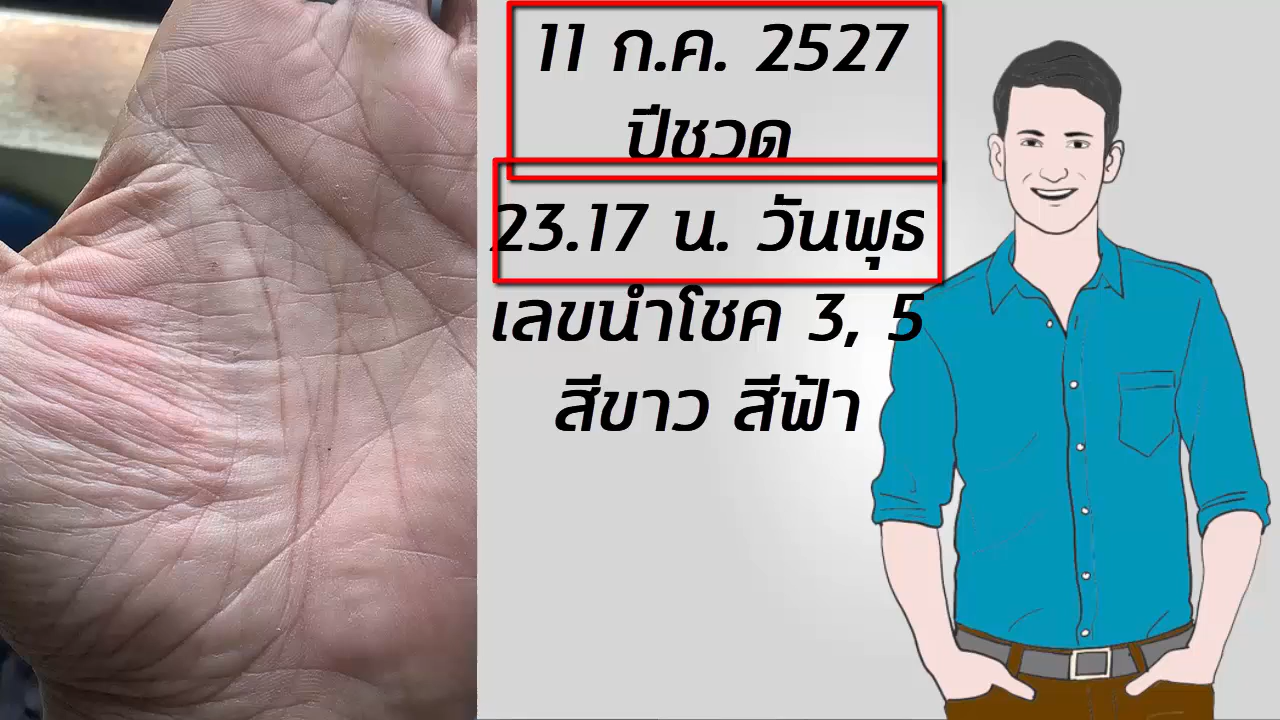 11 ก.ค. 2527
ปีชวด
23.17 น. วันพุธ
เลขนำโชค 3, 5
สีขาว สีฟ้า